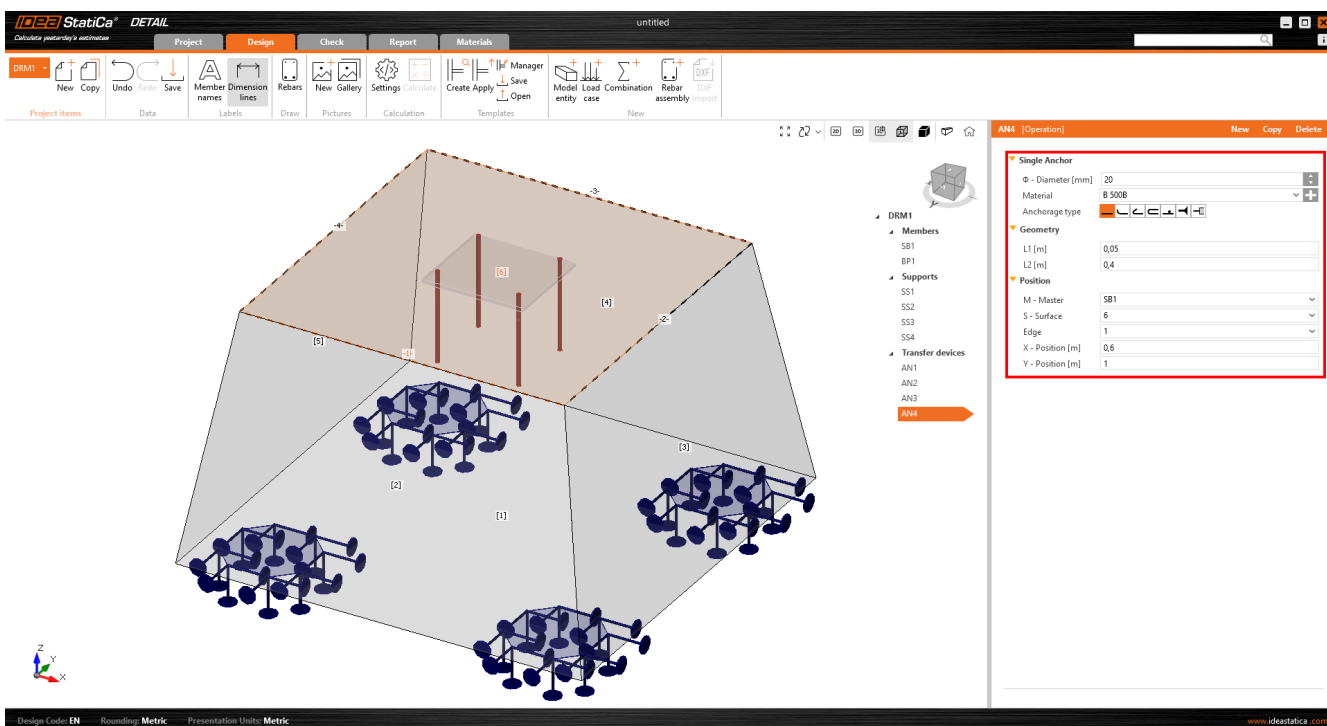 IDEA StatiCa® DETAIL
Calculate yesterday's estimates
untitled
Project Design Check Report Materials
DRM1
New Copy Undo Redo Save Member names Dimension lines Rebars New Gallery Settings Calculate Create Apply Manager Save Open Model entity Load case Combination Rebar assembly DXF Import
DXF
Project items Data Labels Draw Pictures Calculation Templates New
2D 3D
AN4 [Operation] New Copy Delete
Single Anchor
Φ - Diameter [mm] 20
Material B 500B
Anchorage type
Geometry
L1 [m] 0,05
L2 [m] 0,4
Position
M - Master SB1
S - Surface 6
Edge 1
X - Position [m] 0,6
Y - Position [m] 1
DRM1
Members
SB1
BP1
Supports
SS1
SS2
SS3
SS4
Transfer devices
AN1
AN2
AN3
AN4
-3-
-4-
[6]
[4]
-2-
[5]
-1-
[3]
[2]
[1]
Z
Y
X
Design Code: EN Rounding: Metric Presentation Units: Metric
www.ideastatica.com